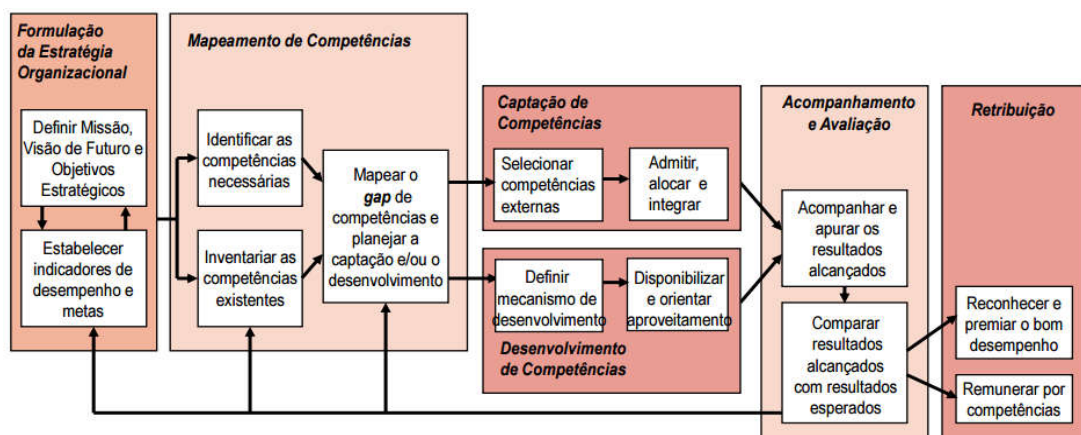 Formulação
da Estratégia
Organizacional
Definir Missão,
Visão de Futuro e
Objetivos
Estratégicos
Estabelecer
indicadores de
desempenho e
metas
Mapeamento de Competências
Identificar as
competências
necessárias
Inventariar as
competências
existentes
Mapear o
gap de
competências e
planejar a
captação e/ou o
desenvolvimento
Captação de
Competências
Selecionar
competências
externas
Admitir,
alocar e
integrar
Definir
mecanismo de
desenvolvimento
Disponibilizar
e orientar
aproveitamento
Desenvolvimento
de Competências
Acompanhamento
e Avaliação
Acompanhar e
apurar os
resultados
alcançados
Comparar
resultados
alcançados
com resultados
esperados
Retribuição
Reconhecer e
premiar o bom
desempenho
Remunerar por
competências